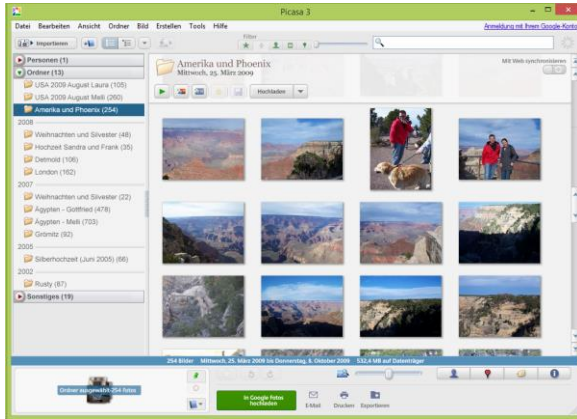 Picasa 3
Datei Bearbeiten Ansicht Ordner Bild Erstellen Tools Hilfe
Anmeldung mit Ihrem Google-Konto
Importieren
Filter
Personen (1)
Ordner (13)
USA 2009 August Laura (105)
USA 2009 August Melli (260)
Amerika und Phoenix (254)
2008
Weihnachten und Silvester (48)
Hochzeit Sandra und Frank (35)
Detmold (106)
London (162)
2007
Weihnachten und Silvester (22)
Ägypten - Gottfried (478)
Ägypten - Melli (703)
Grömitz (92)
2005
Silberhochzeit (Juni 2005) (66)
2002
Rusty (87)
Sonstiges (19)
Amerika und Phoenix
Mittwoch, 25. März 2009
Mit Web synchronisieren
Hochladen
254 Bilder Mittwoch, 25. März 2009 bis Donnerstag, 8. Oktober 2009 532,4 MB auf Datenträger
Ordner ausgewählt-254 Fotos
In Google Fotos
hochladen
E-Mail Drucken Exportieren